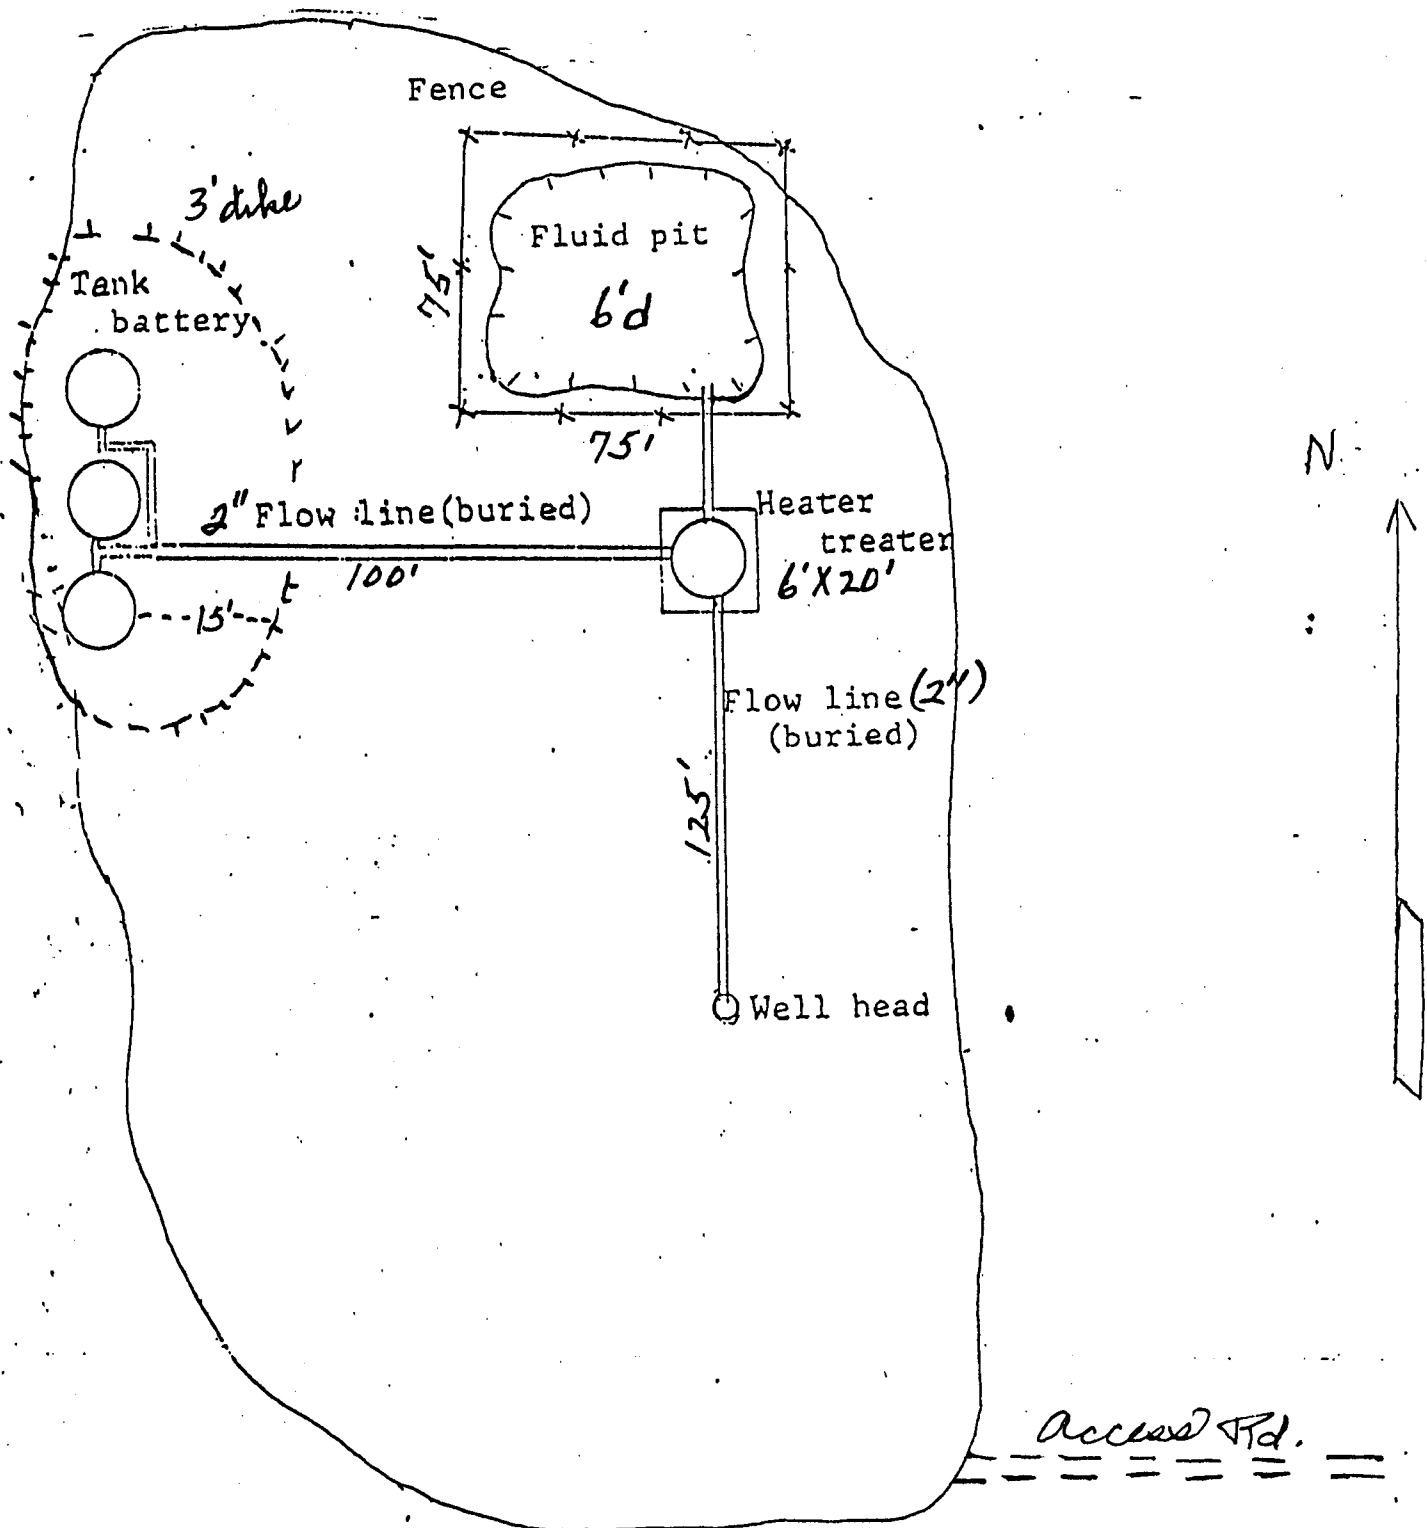 Fence
3' dike
Fluid pit
75'
6'd
Tank
battery
75'
N
2" Flow line(buried)
Heater
treater
100'
6'X20'
15'
Flow line(2")
(buried)
125'
Well head
Access Rd.